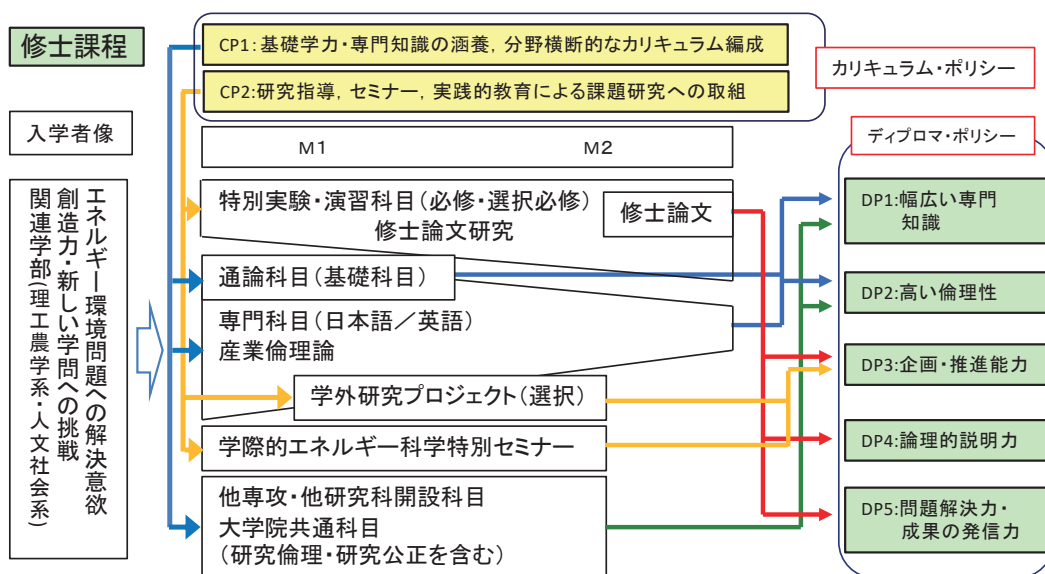 修士課程
CP1:基礎学力・専門知識の涵養，分野横断的なカリキュラム編成
CP2:研究指導，セミナー，実践的教育による課題研究への取組
カリキュラム・ポリシー
入学者像
エネルギー環境問題への解決意欲
創造力・新しい学問への挑戦
関連学部(理工農学系・人文社会系)
M1
M2
特別実験・演習科目(必修・選択必修)
修士論文研究
修士論文
通論科目(基礎科目)
専門科目(日本語／英語)
産業倫理論
学外研究プロジェクト(選択)
学際的エネルギー科学特別セミナー
他専攻・他研究科開設科目
大学院共通科目
(研究倫理・研究公正を含む)
ディプロマ・ポリシー
DP1:幅広い専門
知識
DP2:高い倫理性
DP3:企画・推進能力
DP4:論理的説明力
DP5:問題解決力・
成果の発信力